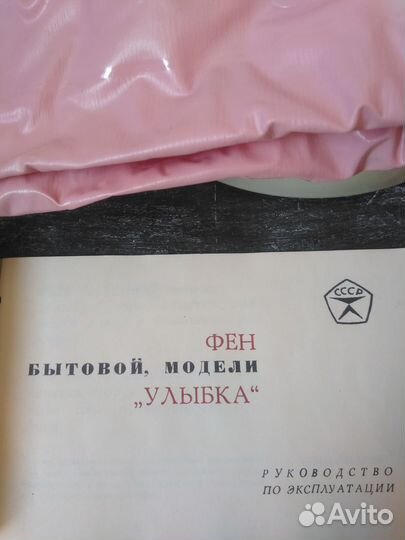 СССР
ФЕН
БЫТОВОЙ, МОДЕЛИ
„УЛЫБКА“
РУКОВОДСТВО
ПО ЭКСПЛУАТАЦИИ
Avito